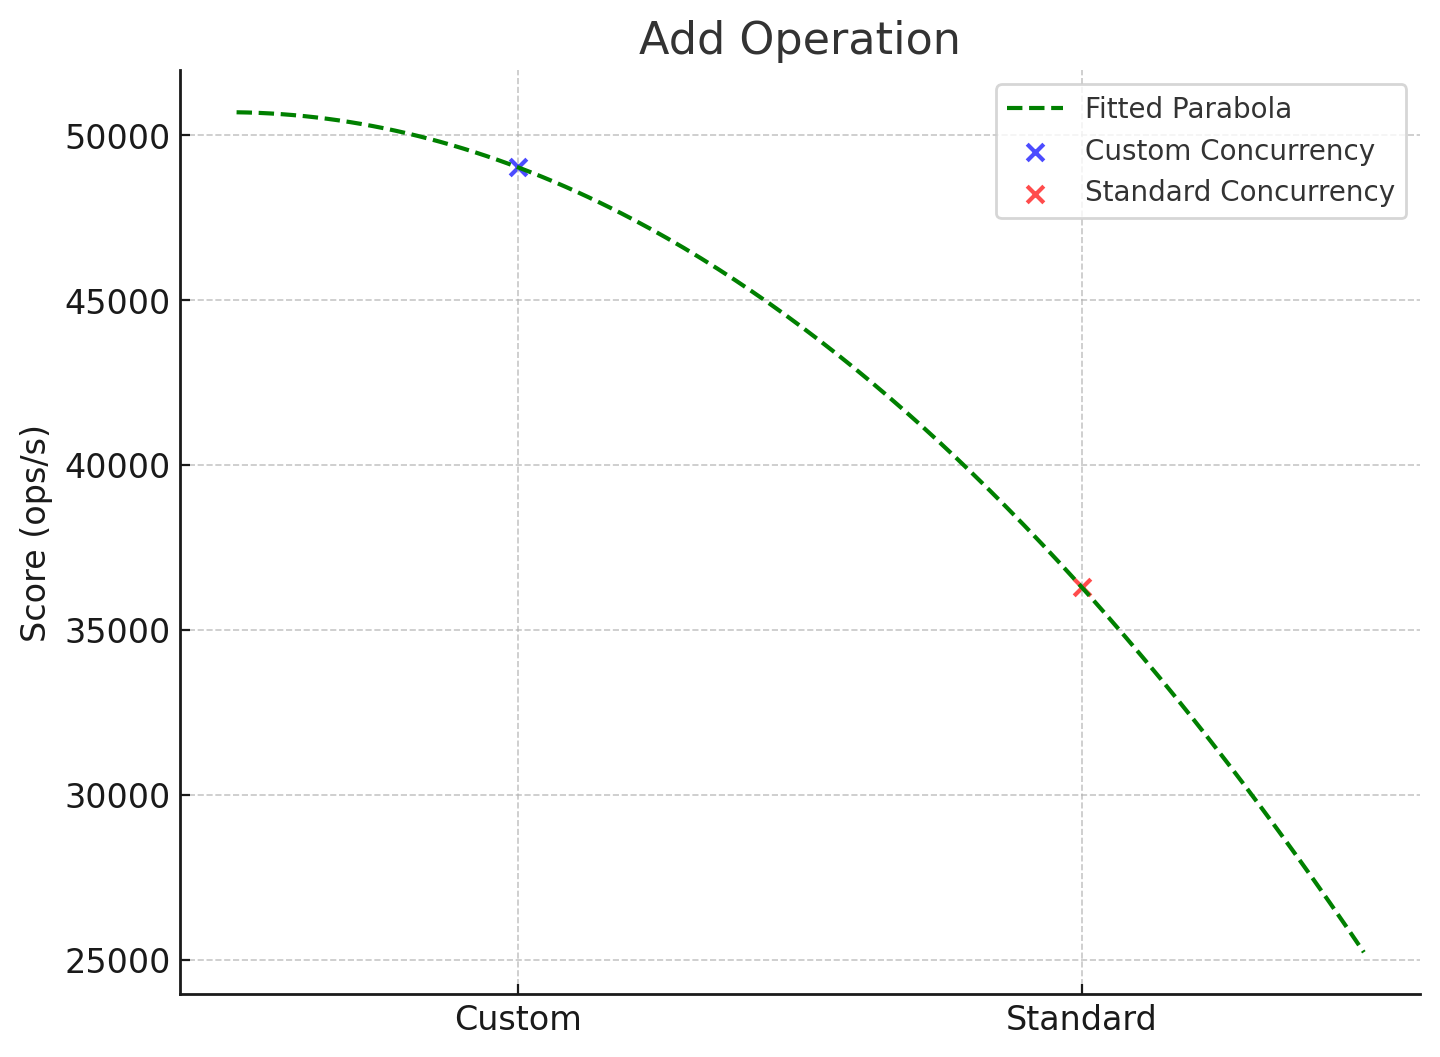 Add Operation
Fitted Parabola
Custom Concurrency
Standard Concurrency
Score (ops/s)
50000
45000
40000
35000
30000
25000
Custom
Standard